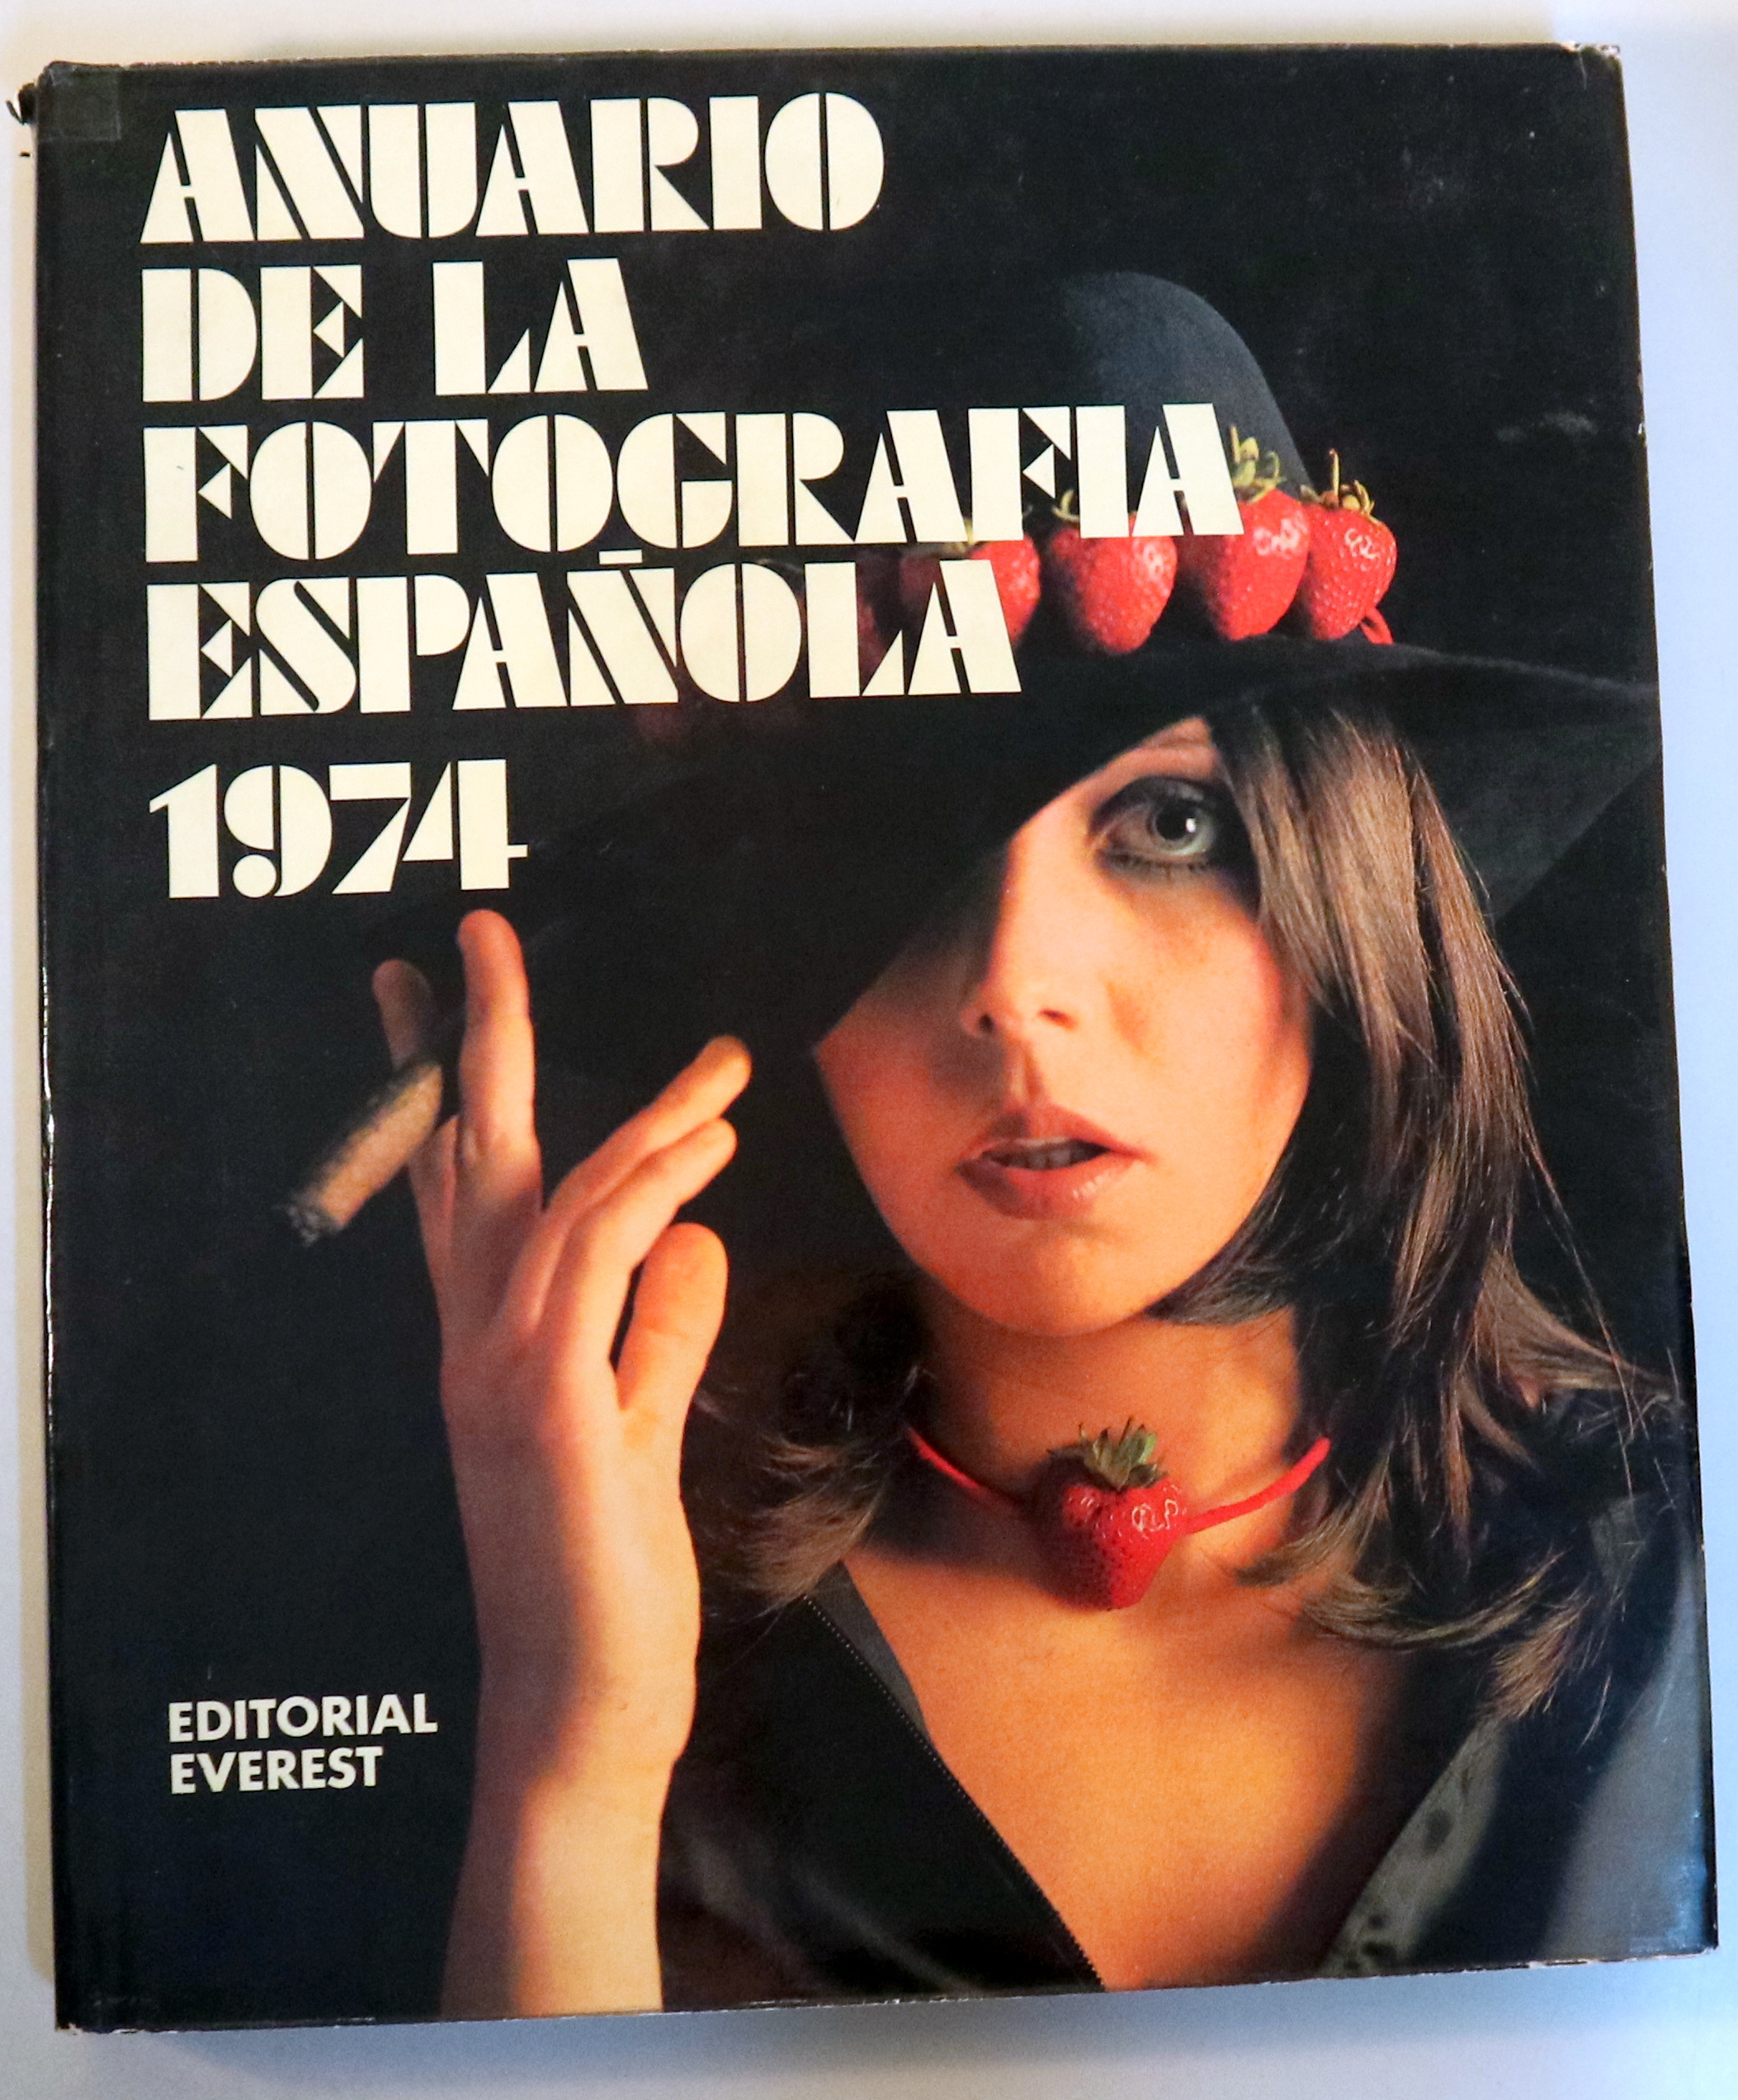 ANUARIO
DE LA
FOTOGRAFIA
ESPAÑOLA
1974
EDITORIAL
EVEREST